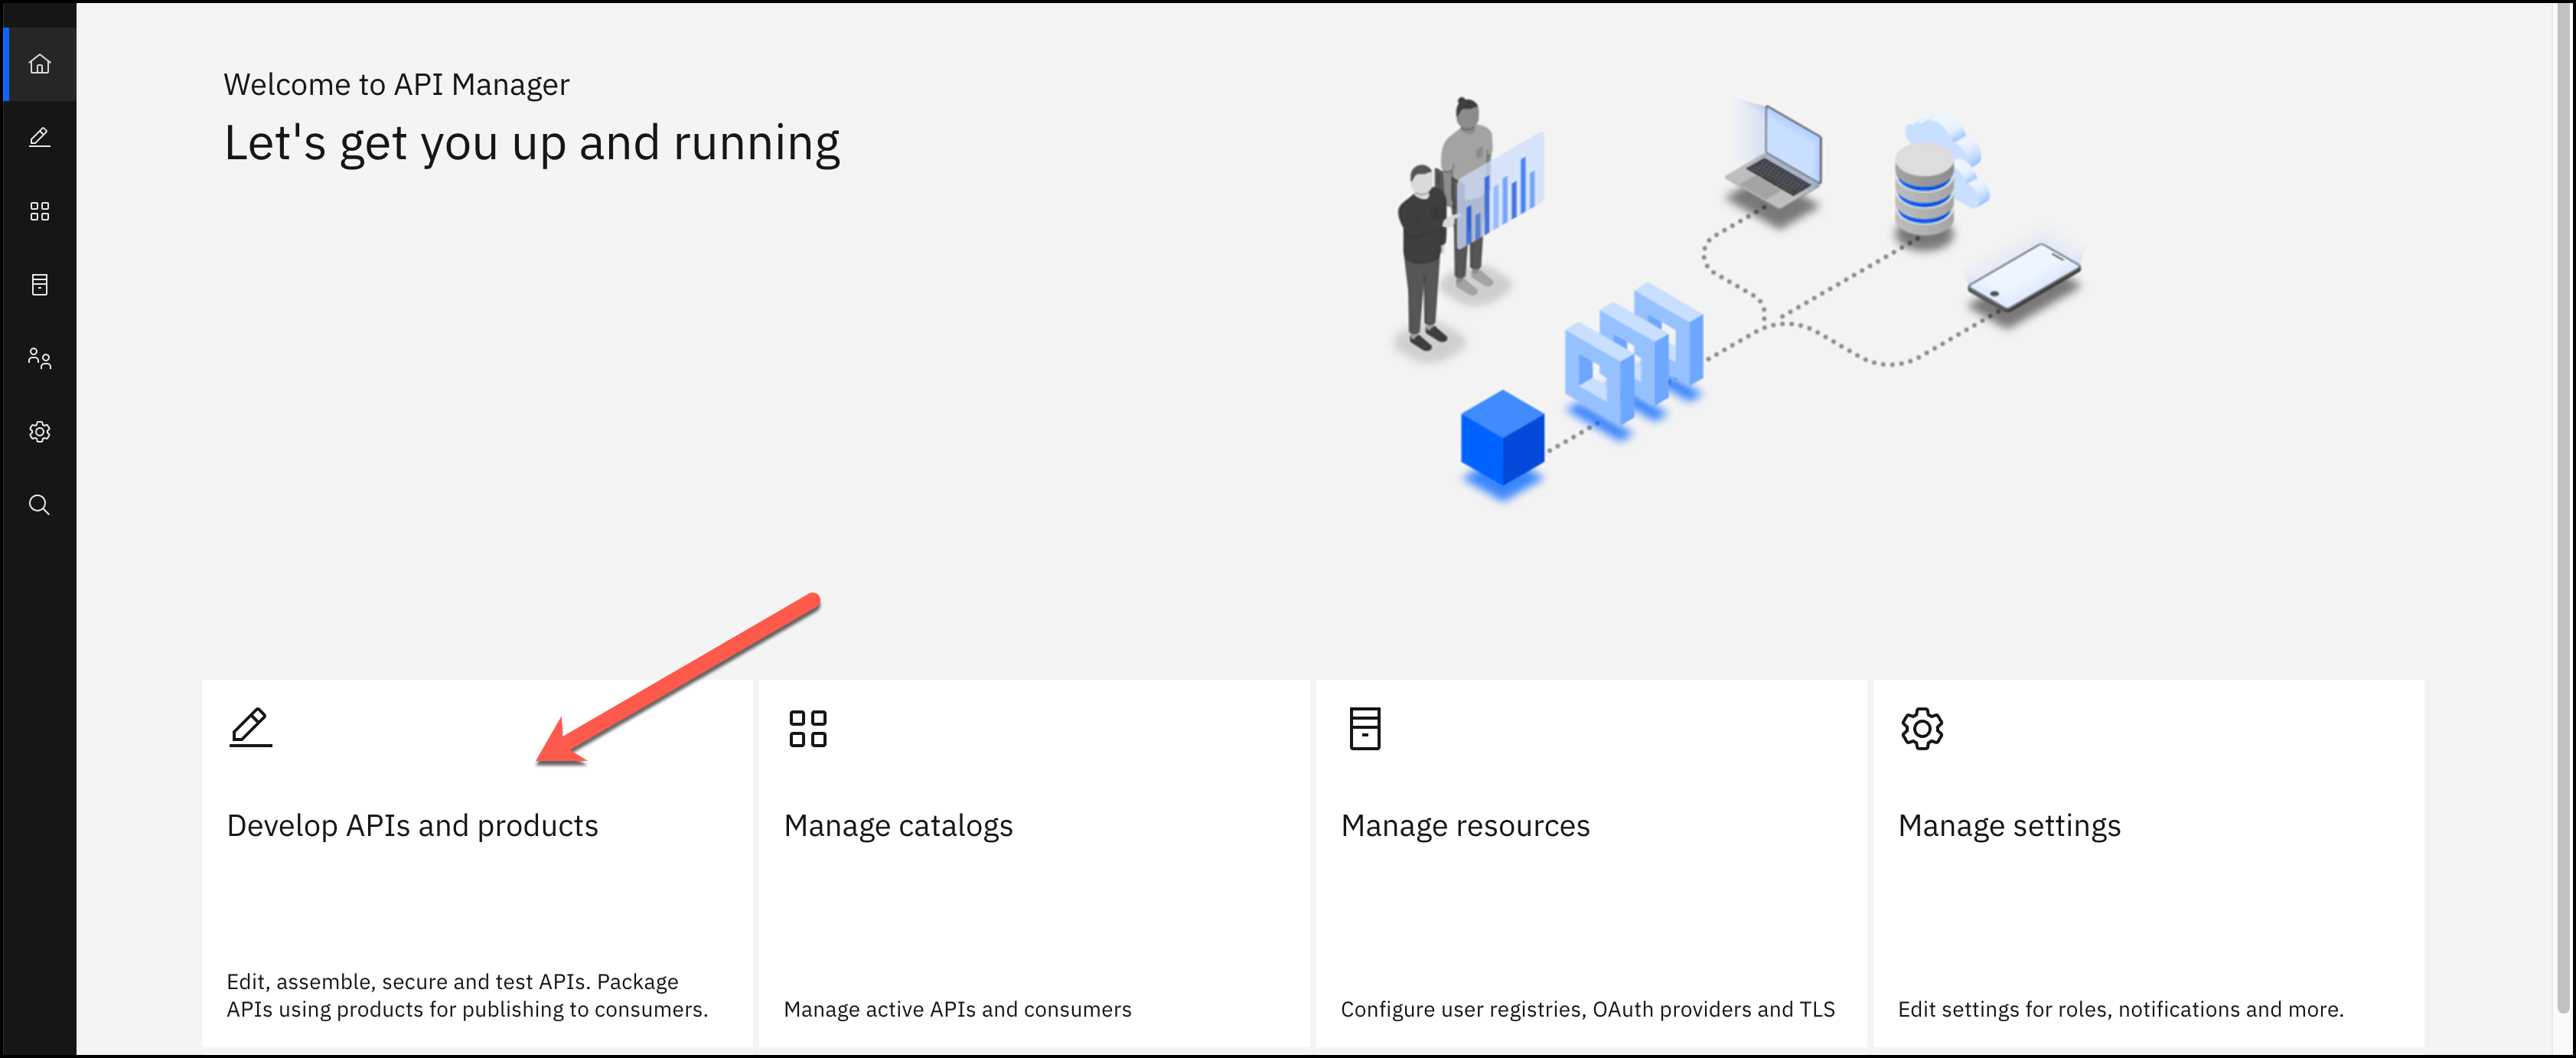 Welcome to API Manager
Let's get you up and running
Develop APIs and products
Edit, assemble, secure and test APIs. Package
APIs using products for publishing to consumers.
Manage catalogs
Manage active APIs and consumers
Manage resources
Configure user registries, OAuth providers and TLS
Manage settings
Edit settings for roles, notifications and more.